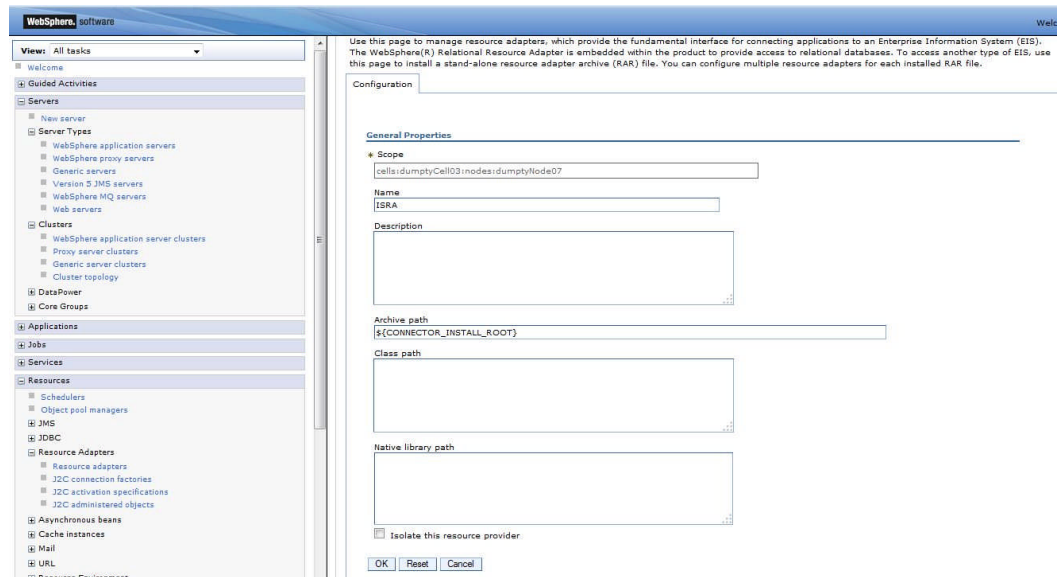 WebSphere. software
Welc
View: All tasks
Welcome
Guided Activities
Servers
New server
Server Types
WebSphere application servers
WebSphere proxy servers
Generic servers
Version 5 JMS servers
WebSphere MQ servers
Web servers
Clusters
WebSphere application server clusters
Proxy server clusters
Generic server clusters
Cluster topology
DataPower
Core Groups
Applications
Jobs
Services
Resources
Schedulers
Object pool managers
JMS
JDBC
Resource Adapters
Resource adapters
J2C connection factories
J2C activation specifications
J2C administered objects
Asynchronous beans
Cache instances
Mail
URL
Resource Environment
Use this page to manage resource adapters, which provide the fundamental interface for connecting applications to an Enterprise Information System (EIS).
The WebSphere(R) Relational Resource Adapter is embedded within the product to provide access to relational databases. To access another type of EIS, use
this page to install a stand-alone resource adapter archive (RAR) file. You can configure multiple resource adapters for each installed RAR file.
Configuration
General Properties
* Scope
cells:dumptyCell03:nodes:dumptyNode07
Name
ISRA
Description
Archive path
${CONNECTOR_INSTALL_ROOT}
Class path
Native library path
Isolate this resource provider
OK Reset Cancel